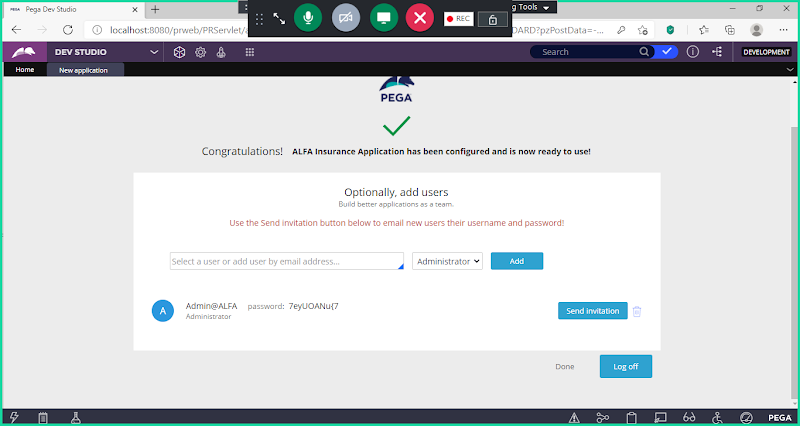 PEGA Pega Dev Studio
g Tools
REC
localhost:8080/prweb/PRServlet/a
DARD?pzPostData=-...
DEV STUDIO
Search
DEVELOPMENT
Home
New application
PEGA
Congratulations! ALFA Insurance Application has been configured and is now ready to use!
Optionally, add users
Build better applications as a team.
Use the Send invitation button below to email new users their username and password!
Select a user or add user by email address...
Administrator
Add
A
Admin@ALFA password: 7eyUOANu{7
Administrator
Send invitation
Done
Log off
PEGA